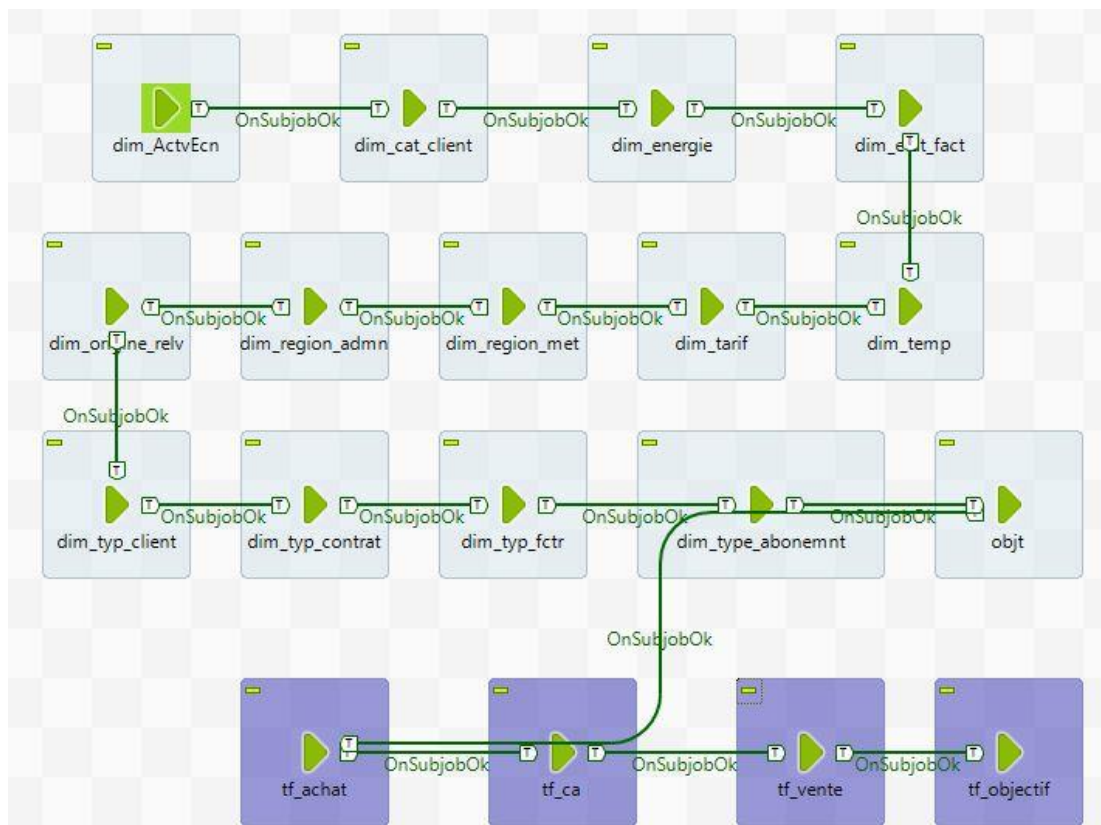 OnSubjobOk OnSubjobOk OnSubjobOk
dim_ActvEcn dim_cat_client dim_energie
OnSubjobOk
OnSubjobOk OnSubjobOk OnSubjobOk OnSubjobOk
dim_region_admn dim_region_met dim_tarif dim_temp
OnSubjobOk
OnSubjobOk OnSubjobOk OnSubjobOk OnSubjobOk
dim_typ_client dim_typ_contrat dim_typ_fctr dim_type_abonemnt objt
OnSubjobOk
OnSubjobOk OnSubjobOk OnSubjobOk
tf_achat tf_ca tf_vente tf_objectif